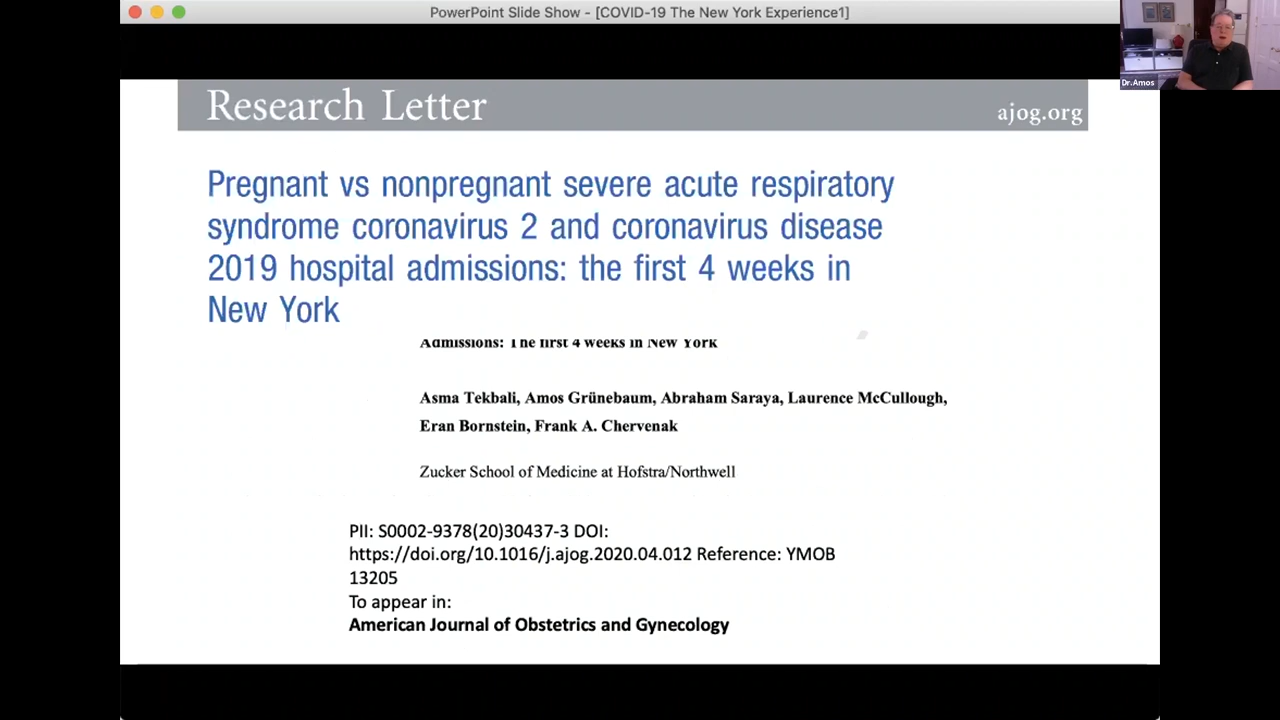 PowerPoint Slide Show - [COVID-19 The New York Experience1]
Dr.Amos
Research Letter
ajog.org
Pregnant vs nonpregnant severe acute respiratory
syndrome coronavirus 2 and coronavirus disease
2019 hospital admissions: the first 4 weeks in
New York
Admissions: The first 4 weeks in New York
Asma Tekbali, Amos Grünebaum, Abraham Saraya, Laurence McCullough,
Eran Bornstein, Frank A. Chervenak
Zucker School of Medicine at Hofstra/Northwell
PII: S0002-9378(20)30437-3 DOI:
https://doi.org/10.1016/j.ajog.2020.04.012 Reference: YMOB
13205
To appear in:
American Journal of Obstetrics and Gynecology